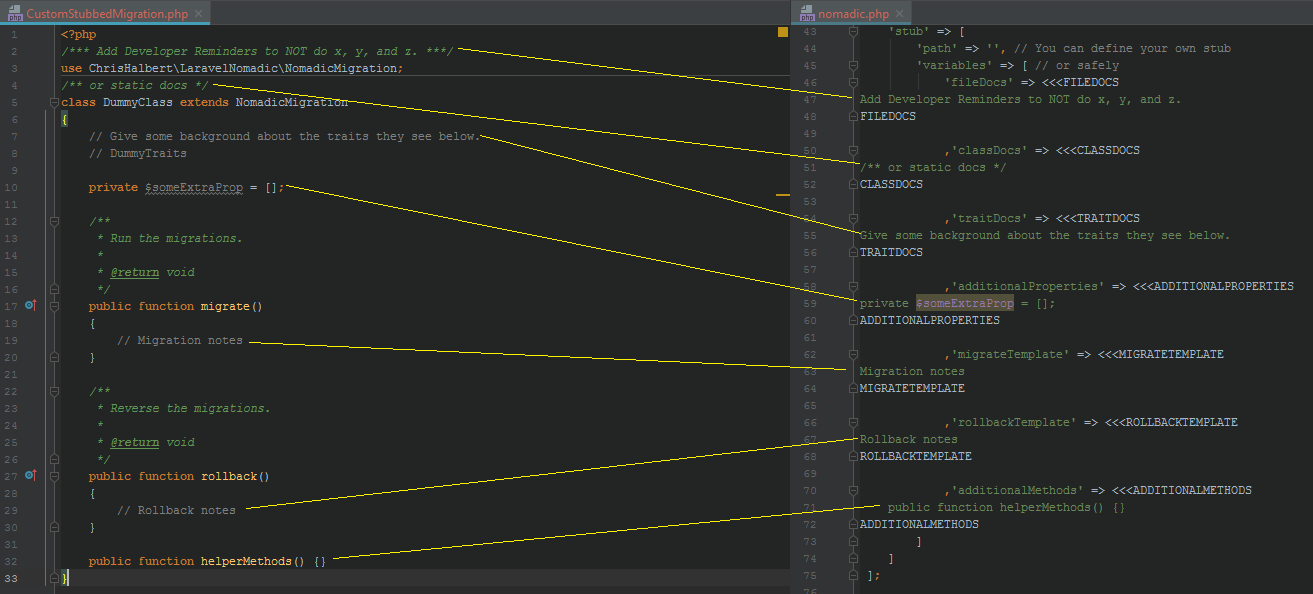 CustomStubbedMigration.php
1 <?php
2 /*** Add Developer Reminders to NOT do x, y, and z. ***/
3 use ChrisHalbert\LaravelNomadic\NomadicMigration;
4 /** or static docs */
5 class DummyClass extends NomadicMigration
6 {
7 // Give some background about the traits they see below.
8 // DummyTraits
9
10 private $someExtraProp = [];
11
12 /**
13 * Run the migrations.
14 *
15 * @return void
16 */
17 public function migrate()
18 {
19 // Migration notes
20 }
21
22 /**
23 * Reverse the migrations.
24 *
25 * @return void
26 */
27 public function rollback()
28 {
29 // Rollback notes
30 }
31
32 public function helperMethods() {}
33 }
nomadic.php
43 'stub' => [
44 'path' => '', // You can define your own stub
45 'variables' => [ // or safely
46 'fileDocs' => <<<FILEDOCS
47 Add Developer Reminders to NOT do x, y, and z.
48 FILEDOCS
49
50 ,'classDocs' => <<<CLASSDOCS
51 /** or static docs */
52 CLASSDOCS
53
54 ,'traitDocs' => <<<TRAITDOCS
55 Give some background about the traits they see below.
56 TRAITDOCS
57
58 ,'additionalProperties' => <<<ADDITIONALPROPERTIES
59 private $someExtraProp = [];
60 ADDITIONALPROPERTIES
61
62 ,'migrateTemplate' => <<<MIGRATETEMPLATE
63 Migration notes
64 MIGRATETEMPLATE
65
66 ,'rollbackTemplate' => <<<ROLLBACKTEMPLATE
67 Rollback notes
68 ROLLBACKTEMPLATE
69
70 ,'additionalMethods' => <<<ADDITIONALMETHODS
71 public function helperMethods() {}
72 ADDITIONALMETHODS
73 ]
74 ]
75 ];
76